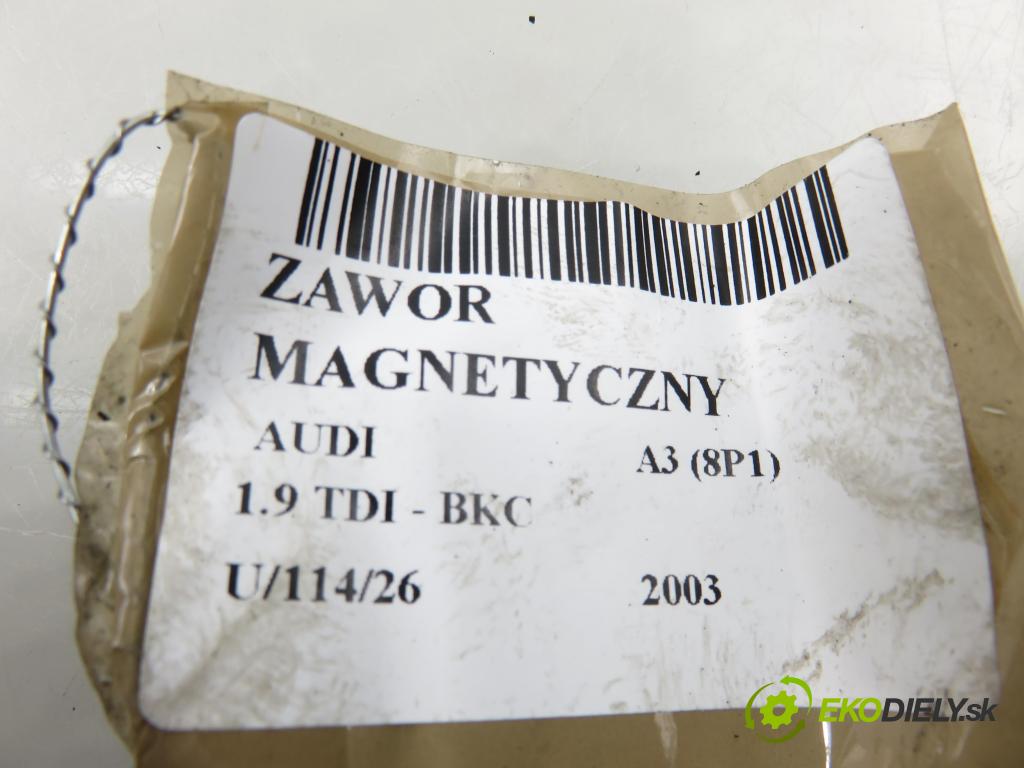 ZAWOR
MAGNETYCZNY
AUDI A3 (8P1)
1.9 TDI - BKC
U/114/26 2003
EKODIELY.sk